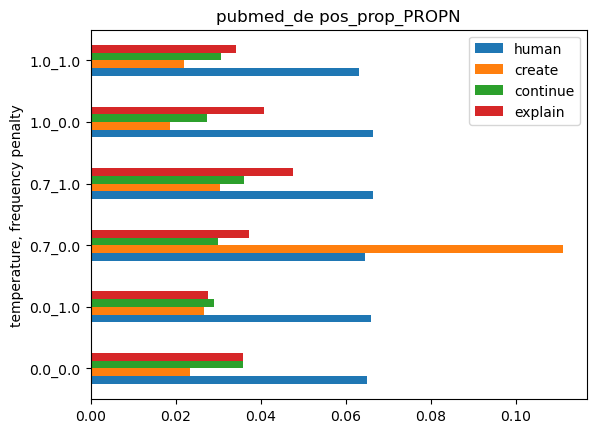 pubmed_de pos_prop_PROPN
human
create
continue
explain
temperature, frequency penalty
1.0_1.0
1.0_0.0
0.7_1.0
0.7_0.0
0.0_1.0
0.0_0.0
0.00 0.02 0.04 0.06 0.08 0.10